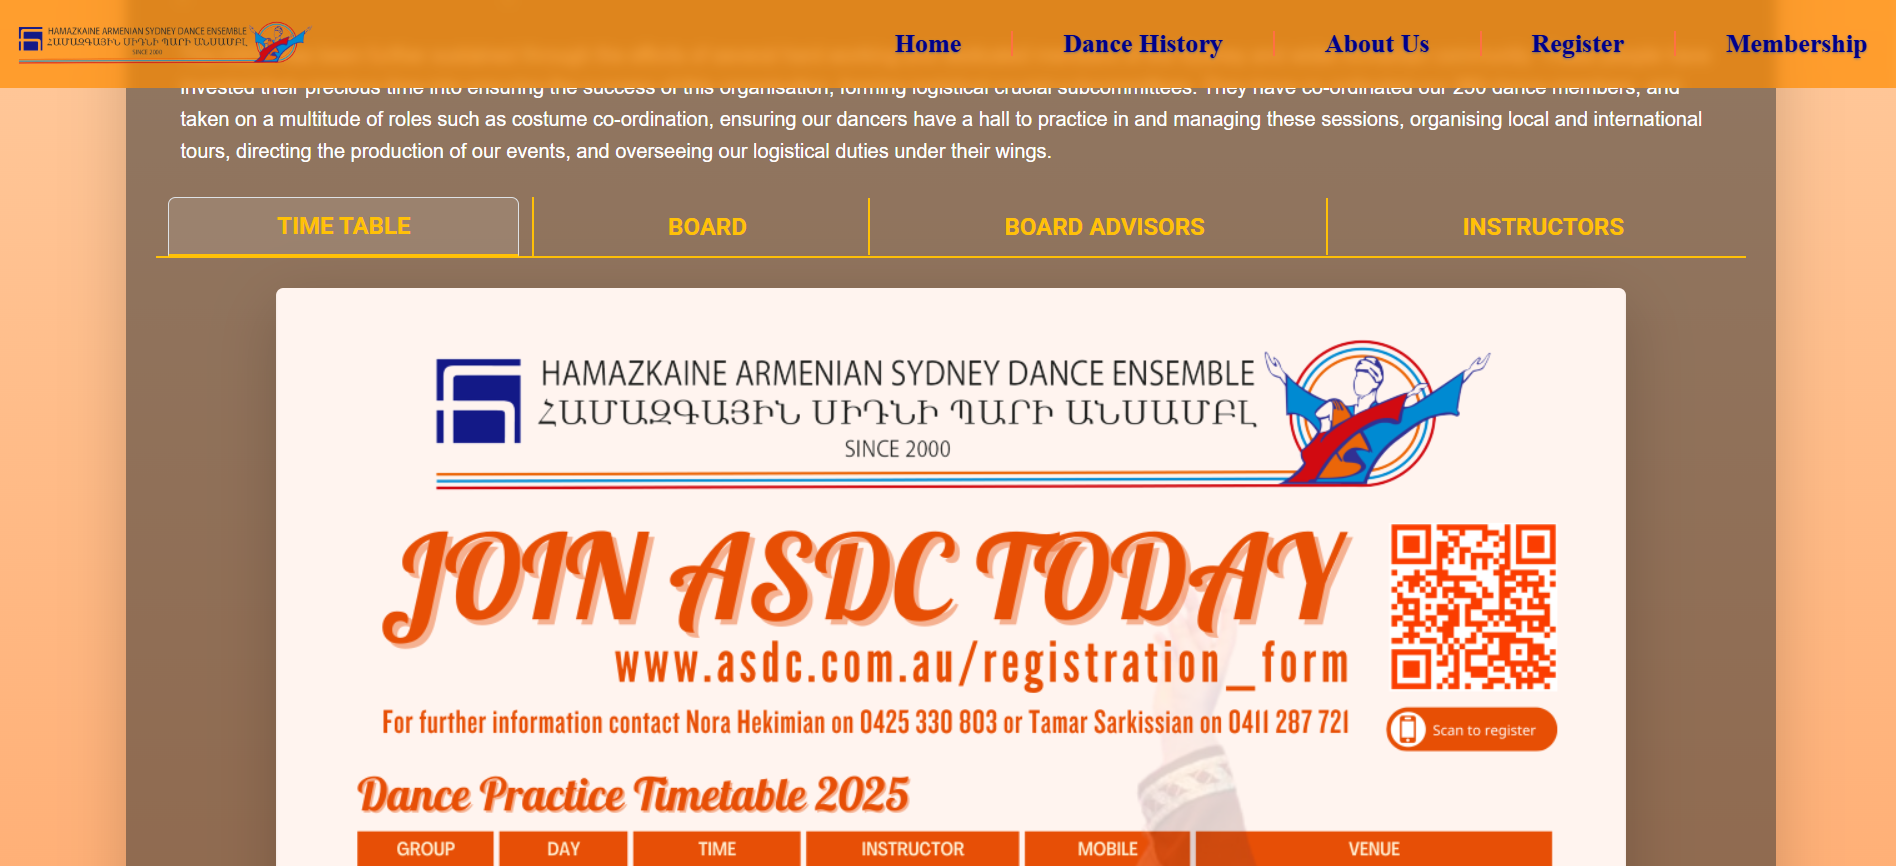 HAMAZKAINE ARMENIAN SYDNEY DANCE ENSEMBLE
ՀԱՄԱԶԳԱՅԻՆ ՍԻԴՆԻ ՊԱՐԻ ԱՆՍԱՄԲԼ
SINCE 2000
Home
Dance History
About Us
Register
Membership
invested their precious time into ensuring the success of this organisation, forming logistical crucial subcommittees. They have co-ordinated our 250 dance members, and
taken on a multitude of roles such as costume co-ordination, ensuring our dancers have a hall to practice in and managing these sessions, organising local and international
tours, directing the production of our events, and overseeing our logistical duties under their wings.
TIME TABLE
BOARD
BOARD ADVISORS
INSTRUCTORS
HAMAZKAINE ARMENIAN SYDNEY DANCE ENSEMBLE
ՀԱՄԱԶԳԱՅԻՆ ՍԻԴՆԻ ՊԱՐԻ ԱՆՍԱՄԲԼ
SINCE 2000
JOIN ASDC TODAY
www.asdc.com.au/registration_form
For further information contact Nora Hekimian on 0425 330 803 or Tamar Sarkissian on 0411 287 721
Scan to register
Dance Practice Timetable 2025
GROUP
DAY
TIME
INSTRUCTOR
MOBILE
VENUE